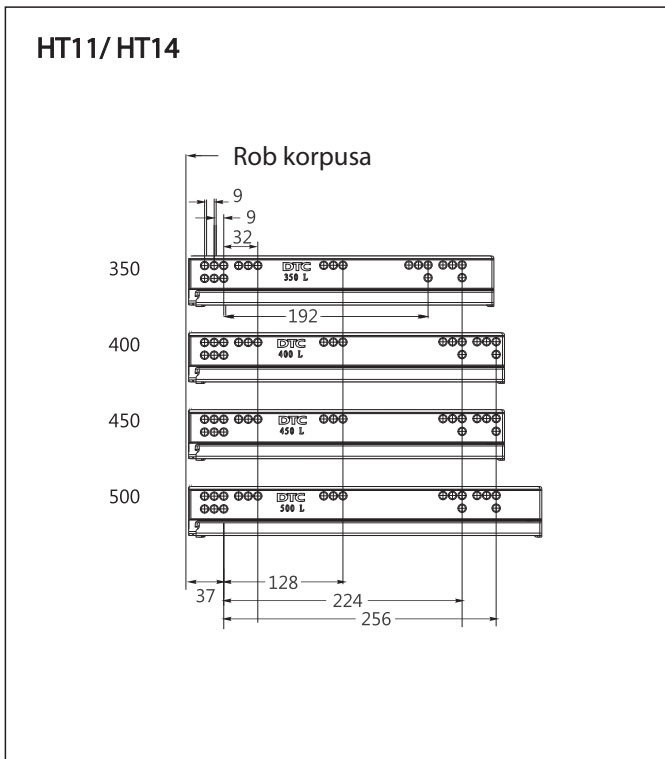 HT11/ HT14
Rob korpusa
9
9
32
350
DTC
350 L
192
400
DTC
400 L
450
DTC
450 L
500
DTC
500 L
37
128
224
256